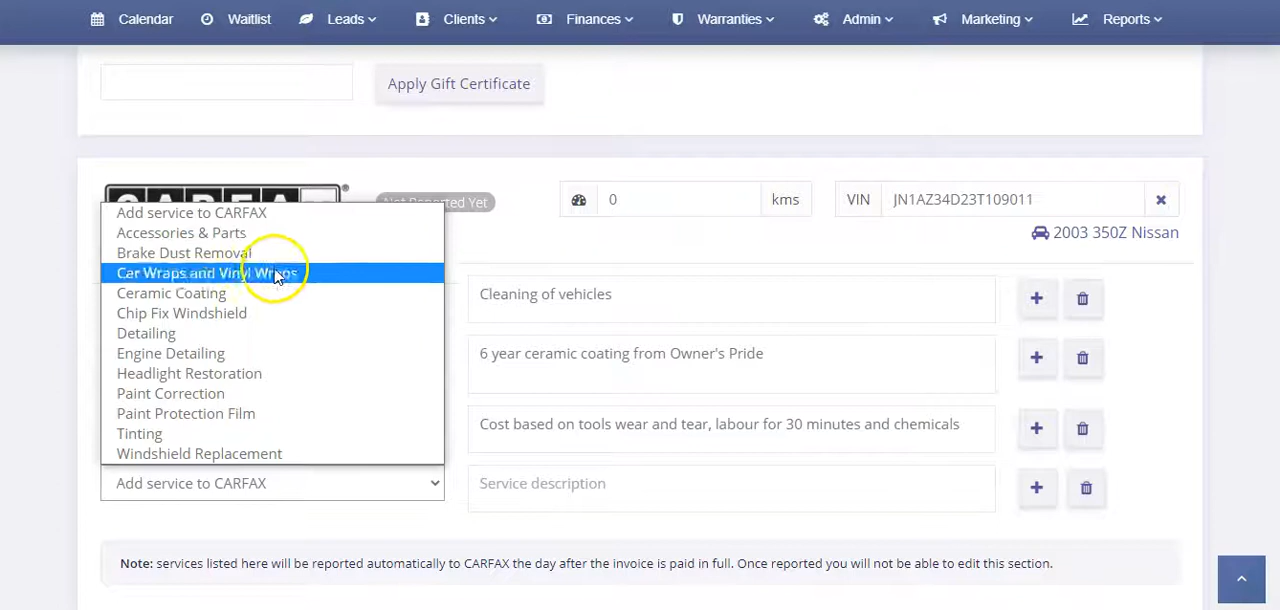 Calendar Waitlist Leads Clients Finances Warranties Admin Marketing Reports
Apply Gift Certificate
CARFAX Not Reported Yet 0 kms VIN JN1AZ34D23T109011
2003 350Z Nissan
Add service to CARFAX
Accessories & Parts
Brake Dust Removal
Car Wraps and Vinyl Wraps
Ceramic Coating
Chip Fix Windshield
Detailing
Engine Detailing
Headlight Restoration
Paint Correction
Paint Protection Film
Tinting
Windshield Replacement
Cleaning of vehicles
6 year ceramic coating from Owner's Pride
Cost based on tools wear and tear, labour for 30 minutes and chemicals
Add service to CARFAX Service description
Note: services listed here will be reported automatically to CARFAX the day after the invoice is paid in full. Once reported you will not be able to edit this section.